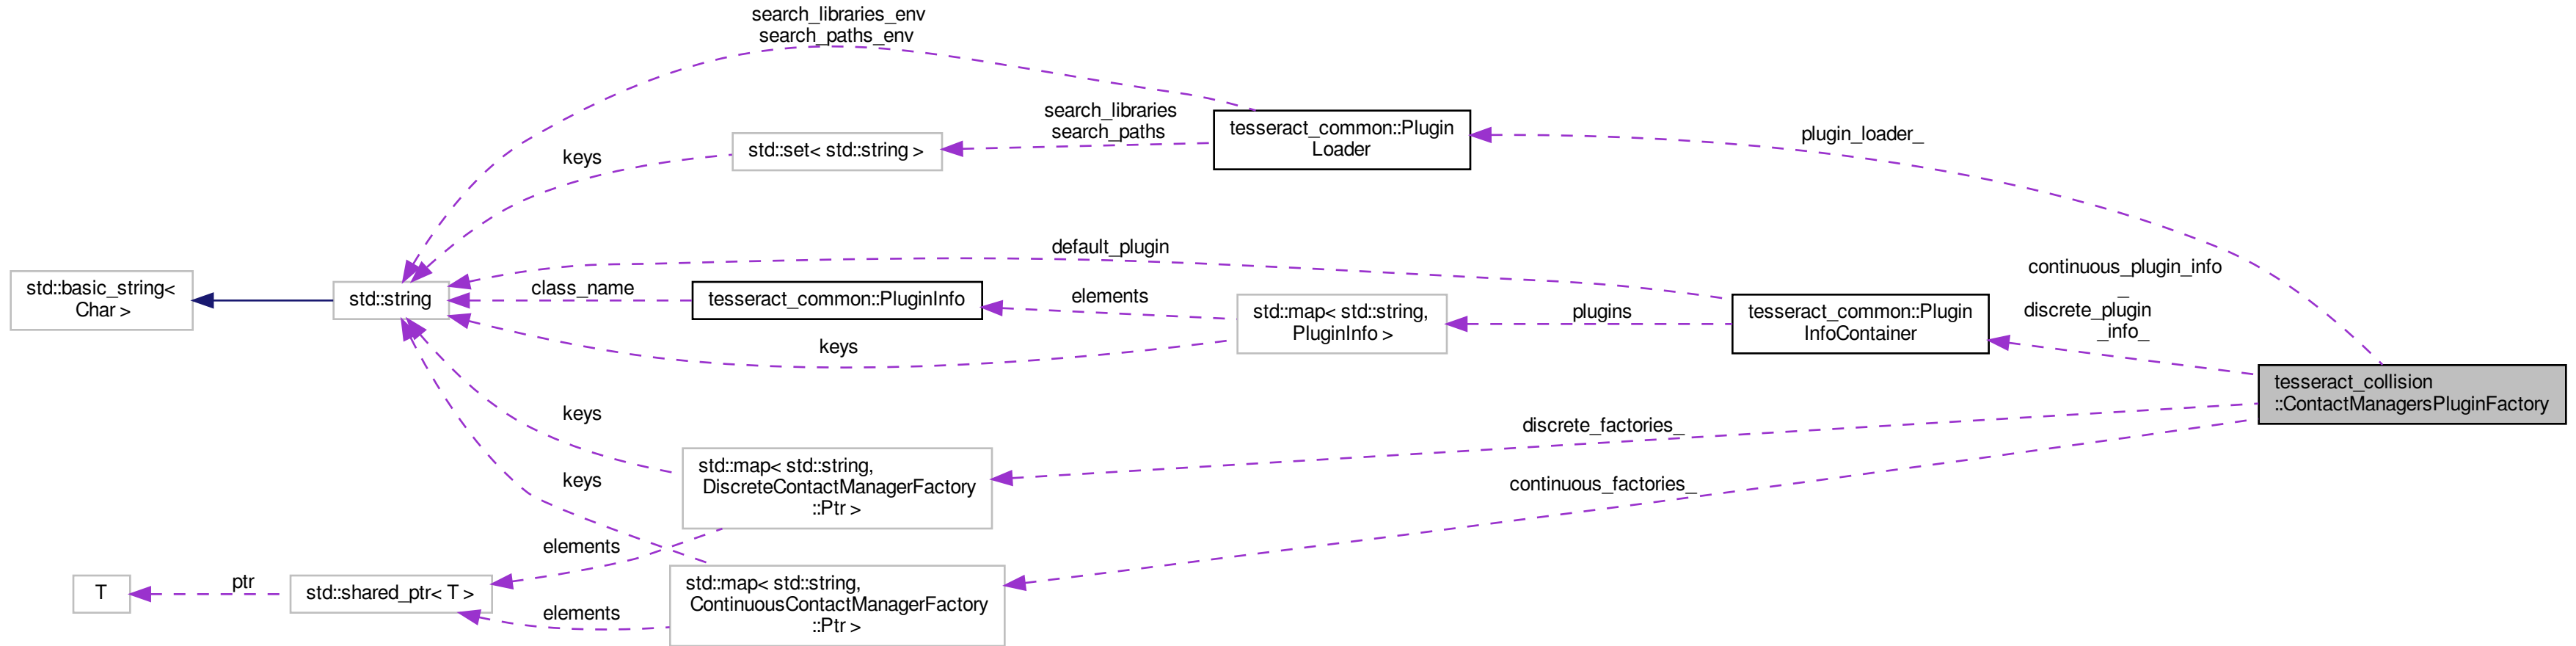 search_libraries_env
search_paths_env
search_libraries
search_paths
tesseract_common::Plugin
Loader
plugin_loader_
keys
std::set< std::string >
default_plugin
continuous_plugin_info
_
discrete_plugin
_info_
std::basic_string<
Char >
std::string
class_name
tesseract_common::PluginInfo
elements
std::map< std::string,
PluginInfo >
plugins
tesseract_common::Plugin
InfoContainer
keys
tesseract_collision
::ContactManagersPluginFactory
keys
discrete_factories_
std::map< std::string,
DiscreteContactManagerFactory
::Ptr >
keys
continuous_factories_
elements
T
ptr
std::shared_ptr< T >
std::map< std::string,
ContinuousContactManagerFactory
::Ptr >
elements